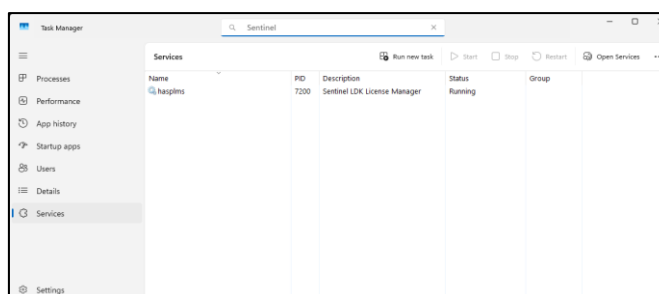 Task Manager
Sentinel
Services
Run new task
Start
Stop
Restart
Open Services
Processes
Performance
App history
Startup apps
Users
Details
Services
Settings
Name PID Description Status Group
hasplms 7200 Sentinel LDK License Manager Running